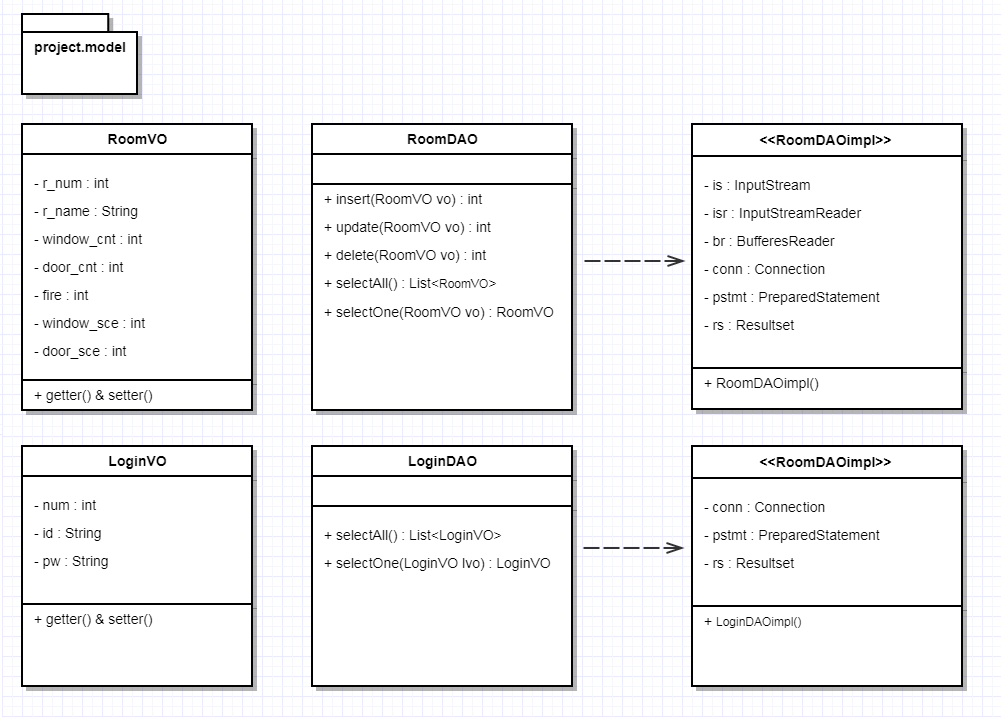 project.model
RoomVO
- r_num : int
- r_name : String
- window_cnt : int
- door_cnt : int
- fire : int
- window_sce : int
- door_sce : int
+ getter() & setter()
RoomDAO
+ insert(RoomVO vo) : int
+ update(RoomVO vo) : int
+ delete(RoomVO vo) : int
+ selectAll() : List<RoomVO>
+ selectOne(RoomVO vo) : RoomVO
<<RoomDAOimpl>>
- is : InputStream
- isr : InputStreamReader
- br : BufferesReader
- conn : Connection
- pstmt : PreparedStatement
- rs : Resultset
+ RoomDAOimpl()
LoginVO
- num : int
- id : String
- pw : String
+ getter() & setter()
LoginDAO
+ selectAll() : List<LoginVO>
+ selectOne(LoginVO lvo) : LoginVO
<<RoomDAOimpl>>
- conn : Connection
- pstmt : PreparedStatement
- rs : Resultset
+ LoginDAOimpl()